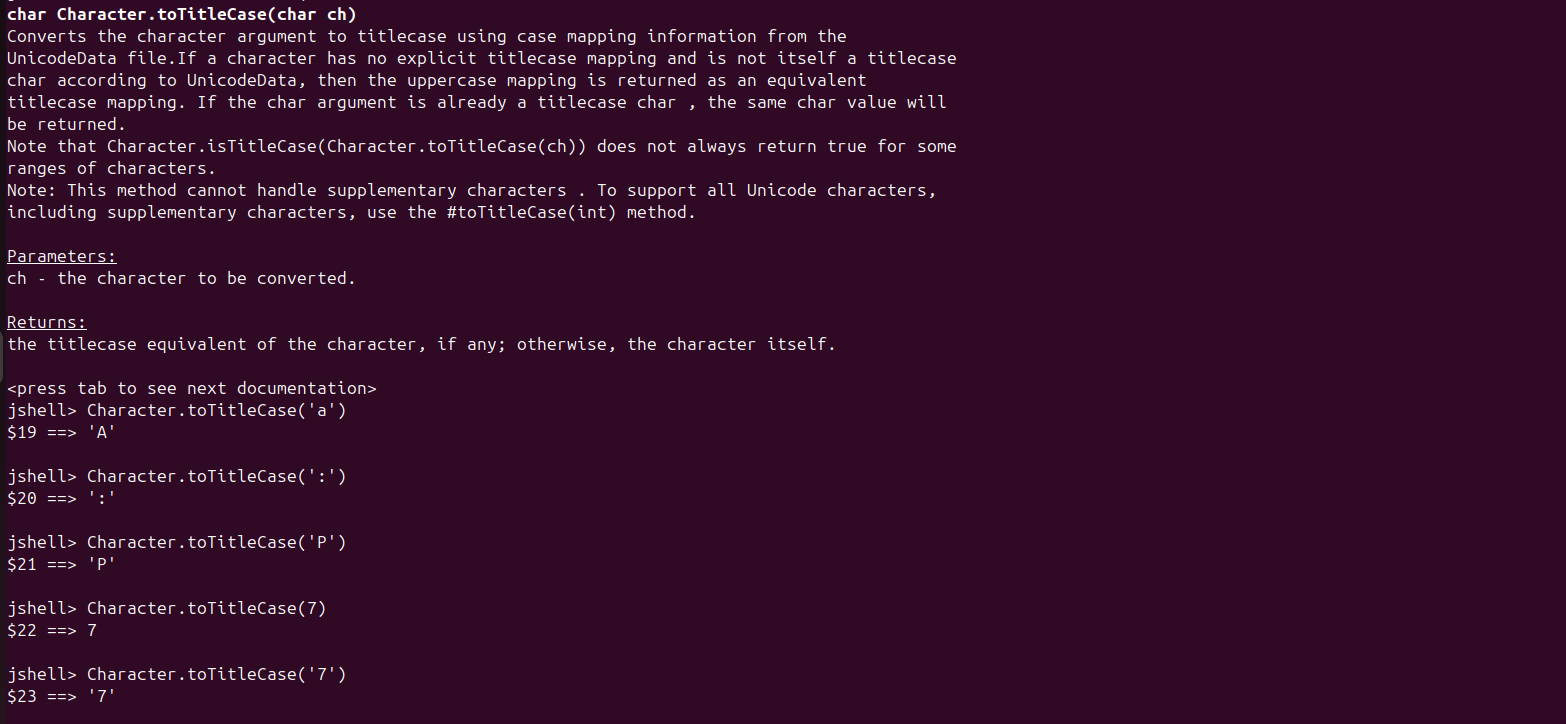 char Character.toTitleCase(char ch)
Converts the character argument to titlecase using case mapping information from the
UnicodeData file.If a character has no explicit titlecase mapping and is not itself a titlecase
char according to UnicodeData, then the uppercase mapping is returned as an equivalent
titlecase mapping. If the char argument is already a titlecase char , the same char value will
be returned.
Note that Character.isTitleCase(Character.toTitleCase(ch)) does not always return true for some
ranges of characters.
Note: This method cannot handle supplementary characters . To support all Unicode characters,
including supplementary characters, use the #toTitleCase(int) method.
Parameters:
ch - the character to be converted.
Returns:
the titlecase equivalent of the character, if any; otherwise, the character itself.
<press tab to see next documentation>
jshell> Character.toTitleCase('a')
$19 ==> 'A'
jshell> Character.toTitleCase(':')
$20 ==> ':'
jshell> Character.toTitleCase('P')
$21 ==> 'P'
jshell> Character.toTitleCase(7)
$22 ==> 7
jshell> Character.toTitleCase('7')
$23 ==> '7'